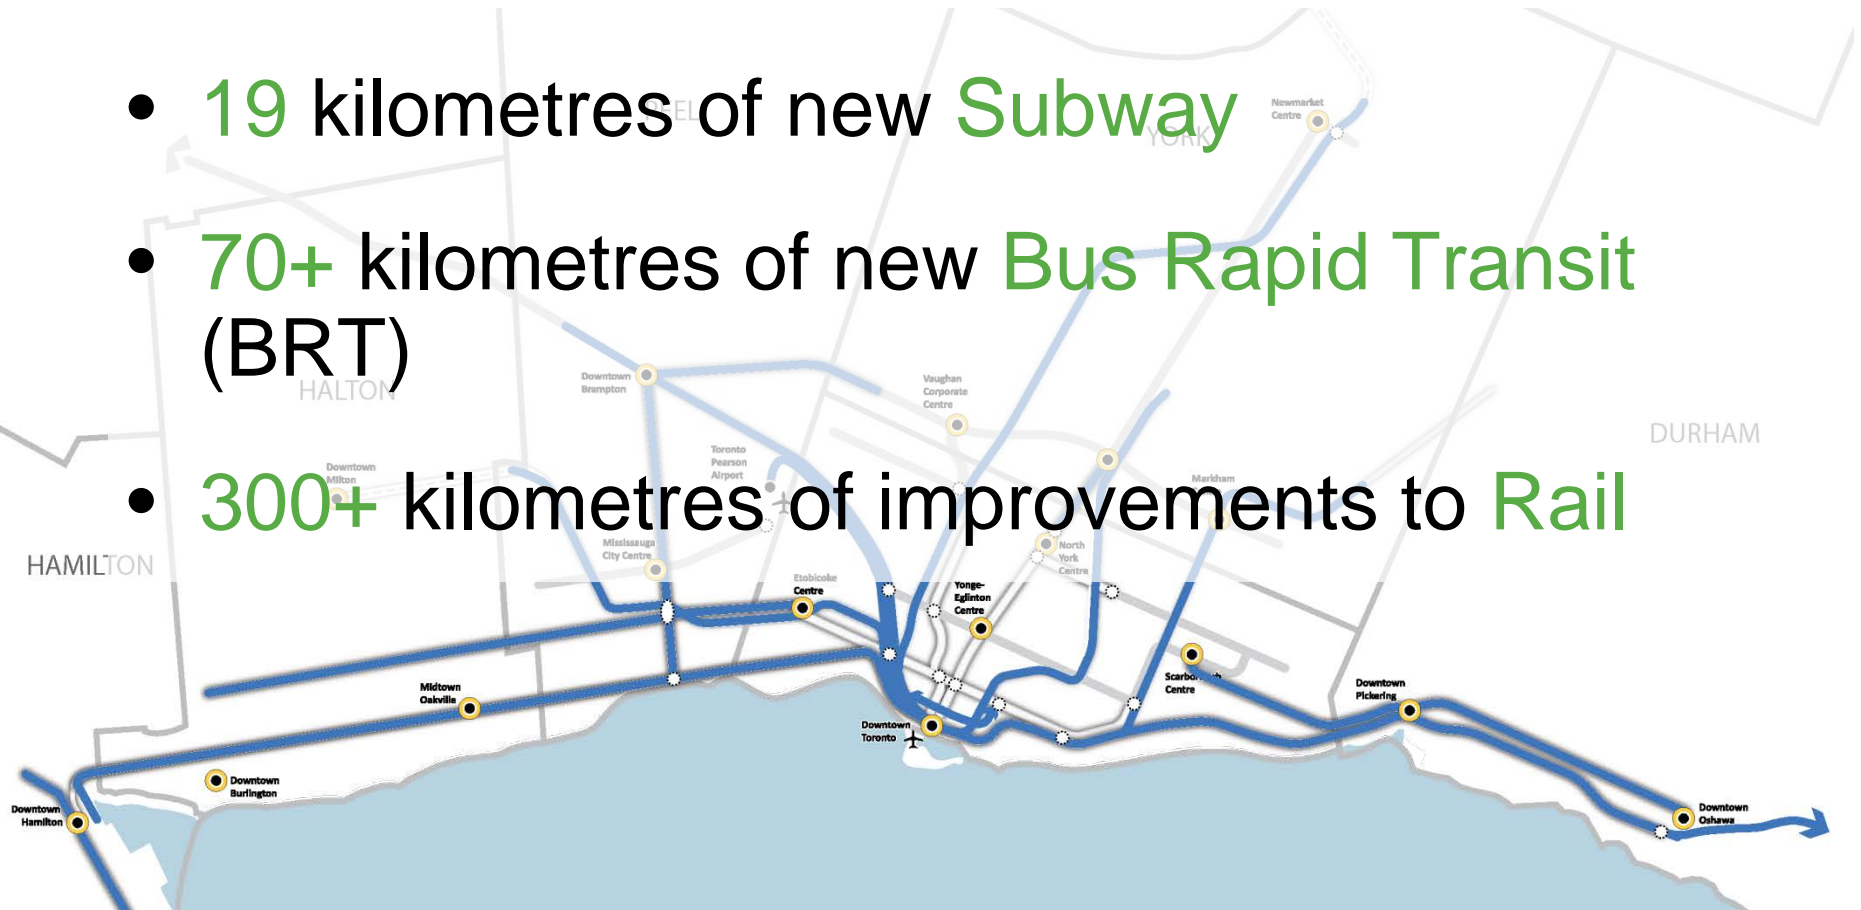 • 19 kilometres of new Subway
• 70+ kilometres of new Bus Rapid Transit
(BRT)
• 300+ kilometres of improvements to Rail
PEEL
YORK
Newmarket
Centre
HALTON
DURHAM
HAMILTON
Downtown
Brampton
Vaughan
Corporate
Centre
Toronto
Pearson
Airport
Downtown
Milton
Markham
Mississauga
City Centre
North
York
Centre
Etobicoke
Centre
Yonge-
Eglinton
Centre
Midtown
Oakville
Scarborough
Centre
Downtown
Pickering
Downtown
Toronto
Downtown
Burlington
Downtown
Hamilton
Downtown
Oshawa